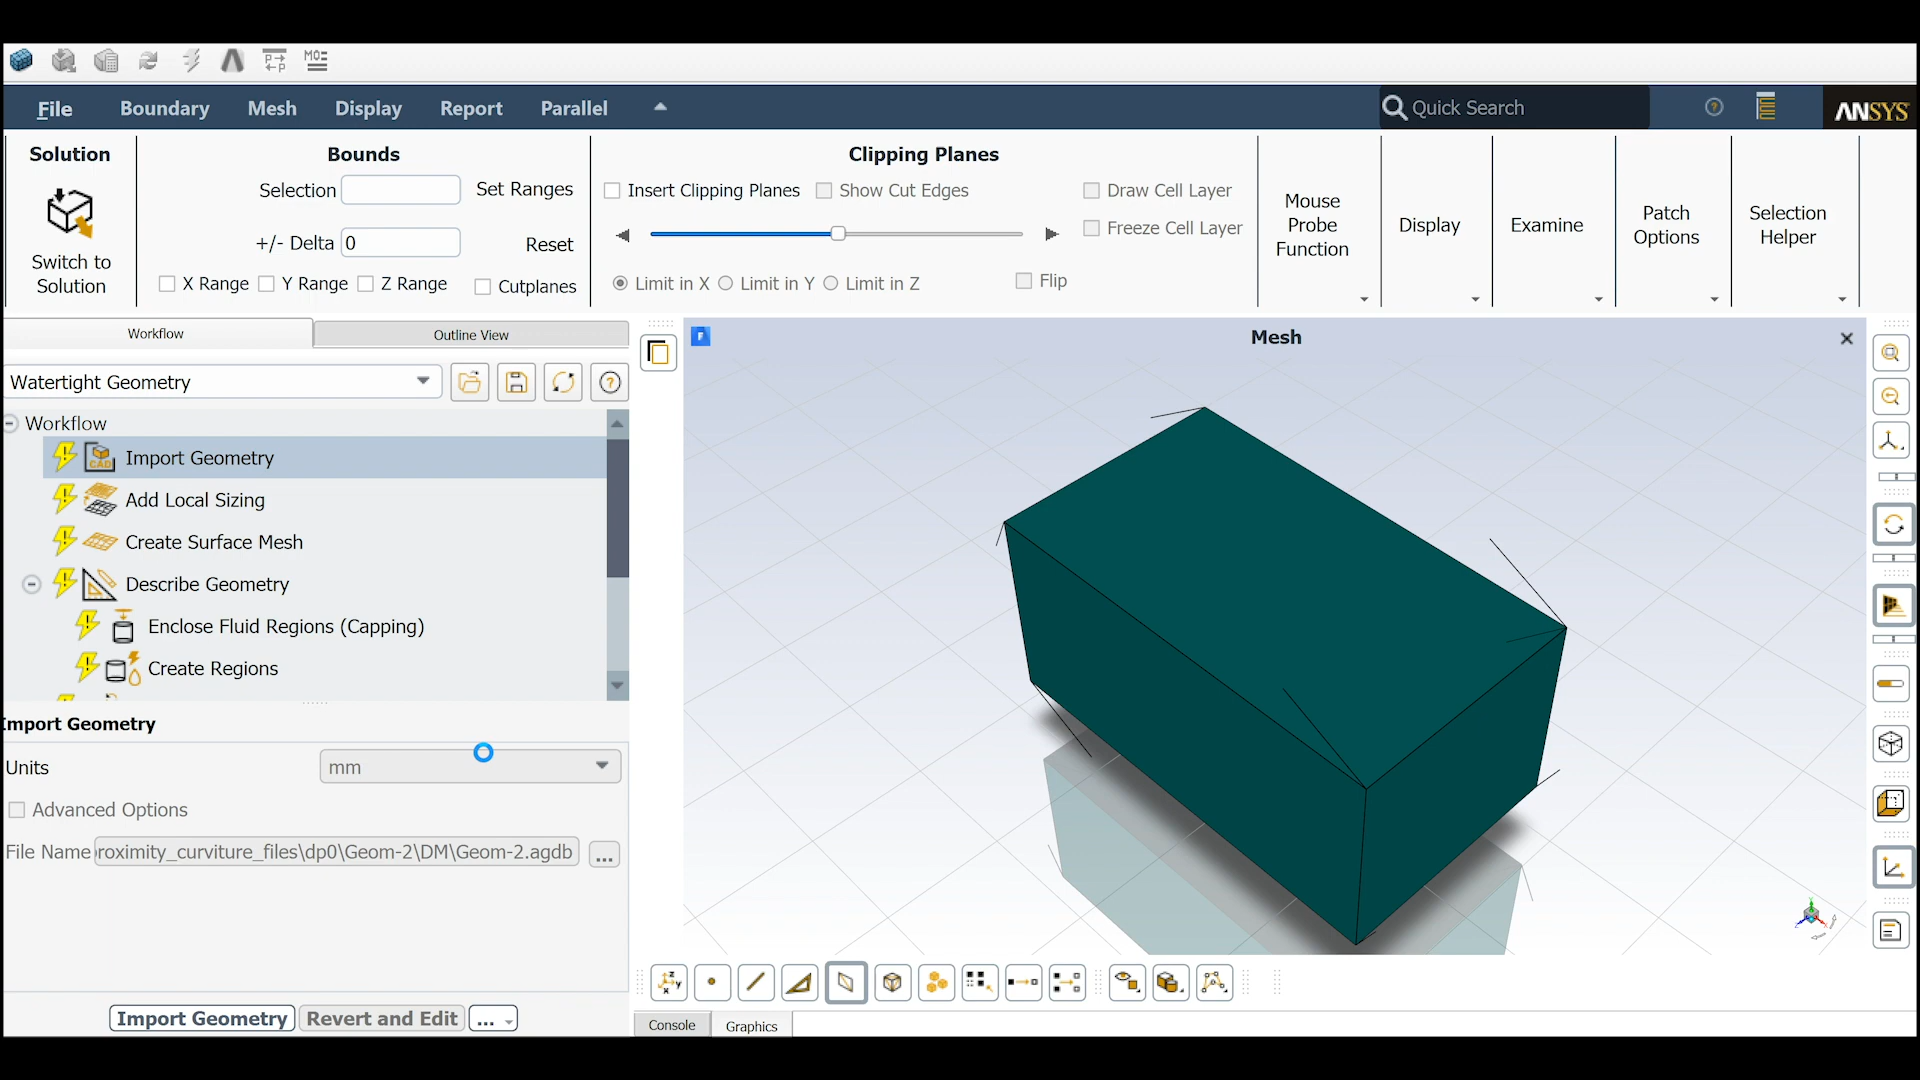 File Boundary Mesh Display Report Parallel Quick Search ANSYS
Solution
Switch to
Solution
Bounds
Selection Set Ranges
+/- Delta 0 Reset
X Range Y Range Z Range Cutplanes
Clipping Planes
Insert Clipping Planes Show Cut Edges Draw Cell Layer
Freeze Cell Layer
Limit in X Limit in Y Limit in Z Flip
Mouse
Probe
Function
Display
Examine
Patch
Options
Selection
Helper
Workflow Outline View
Watertight Geometry
Workflow
Import Geometry
Add Local Sizing
Create Surface Mesh
Describe Geometry
Enclose Fluid Regions (Capping)
Create Regions
Import Geometry
Units mm
Advanced Options
File Name roximity_curviture_files\dp0\Geom-2\DM\Geom-2.agdb ...
Import Geometry Revert and Edit ...
Mesh
Console Graphics